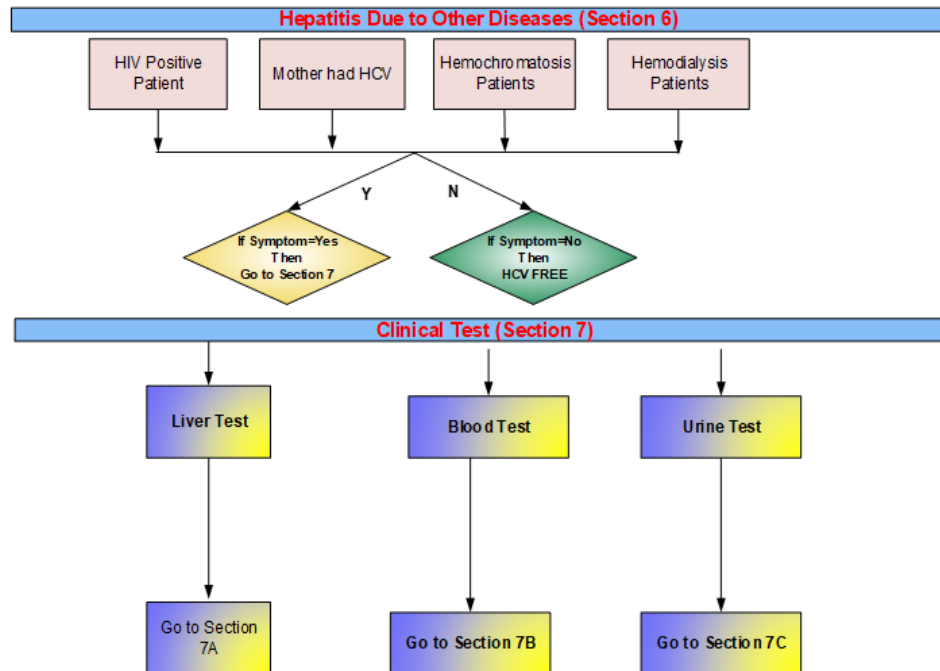 Hepatitis Due to Other Diseases (Section 6)
HIV Positive
Patient
Mother had HCV
Hemochromatosis
Patients
Hemodialysis
Patients
Y
N
If Symptom=Yes
Then
Go to Section 7
If Symptom=No
Then
HCV FREE
Clinical Test (Section 7)
Liver Test
Blood Test
Urine Test
Go to Section
7A
Go to Section 7B
Go to Section 7C